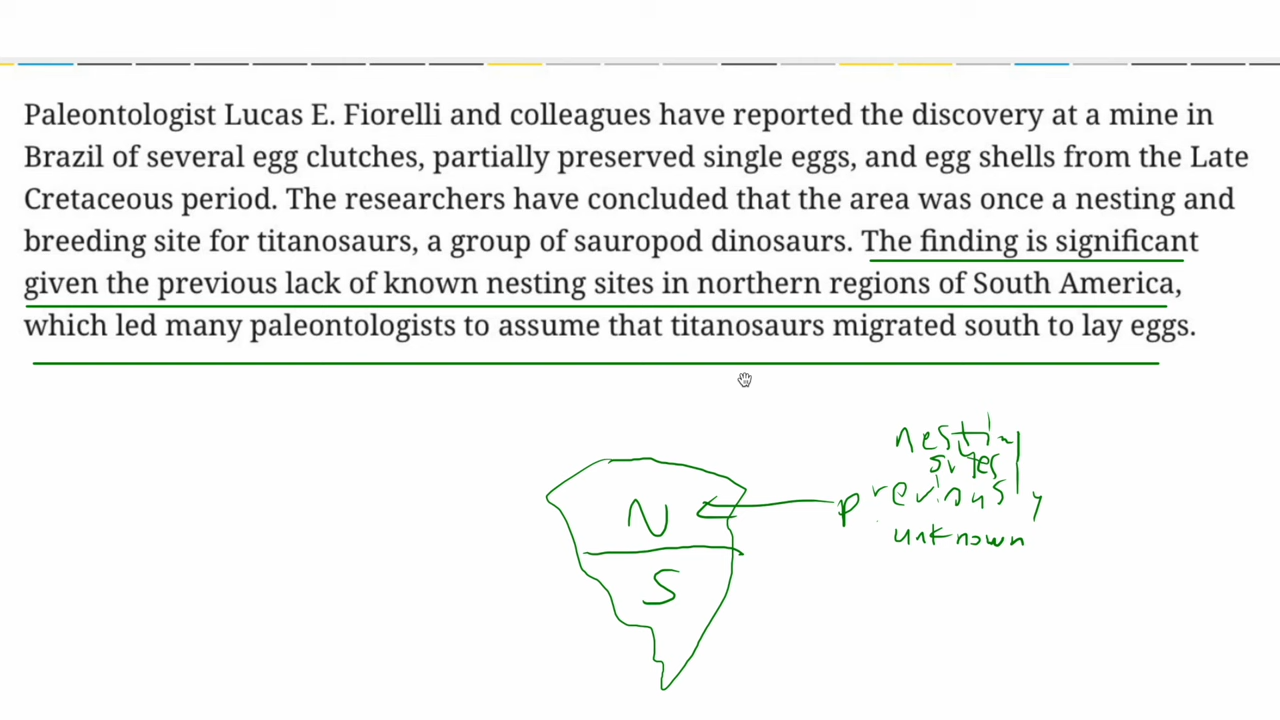 Paleontologist Lucas E. Fiorelli and colleagues have reported the discovery at a mine in
Brazil of several egg clutches, partially preserved single eggs, and egg shells from the Late
Cretaceous period. The researchers have concluded that the area was once a nesting and
breeding site for titanosaurs, a group of sauropod dinosaurs. The finding is significant
given the previous lack of known nesting sites in northern regions of South America,
which led many paleontologists to assume that titanosaurs migrated south to lay eggs.
nesting
sites
N
previously
unknown
S